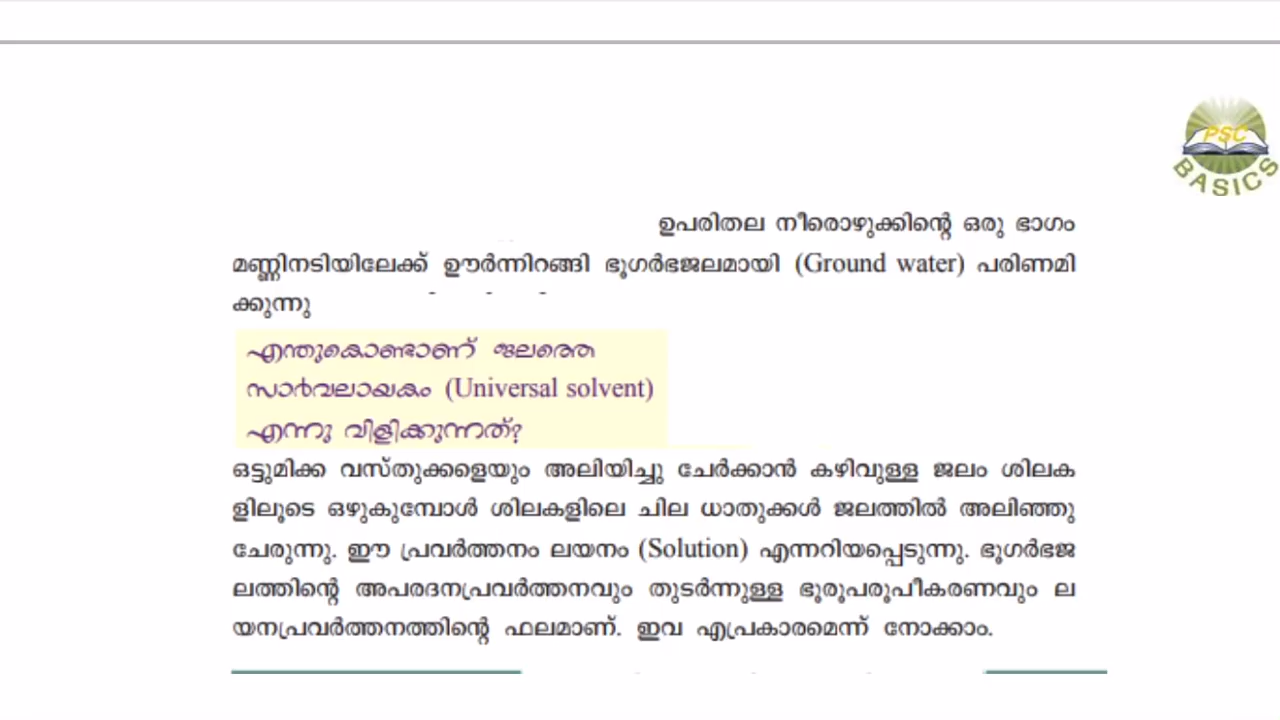 PSC
BASICS
ഉപരിതല നീരൊഴുക്കിന്റെ ഒരു ഭാഗം
മണ്ണിനടിയിലേക്ക് ഊർന്നിറങ്ങി ഭൂഗർഭജലമായി (Ground water) പരിണമി
ക്കുന്നു
എന്തുകൊണ്ടാണ് ജലത്തെ
സാർവലായകം (Universal solvent)
എന്നു വിളിക്കുന്നത്?
ഒട്ടുമിക്ക വസ്തുക്കളെയും അലിയിച്ചു ചേർക്കാൻ കഴിവുള്ള ജലം ശിലക
ളിലൂടെ ഒഴുകുമ്പോൾ ശിലകളിലെ ചില ധാതുക്കൾ ജലത്തിൽ അലിഞ്ഞു
ചേരുന്നു. ഈ പ്രവർത്തനം ലയനം (Solution) എന്നറിയപ്പെടുന്നു. ഭൂഗർഭജ
ലത്തിന്റെ അപരദനപ്രവർത്തനവും തുടർന്നുള്ള ഭൂരൂപരൂപീകരണവും ല
യനപ്രവർത്തനത്തിന്റെ ഫലമാണ്. ഇവ എപ്രകാരമെന്ന് നോക്കാം.